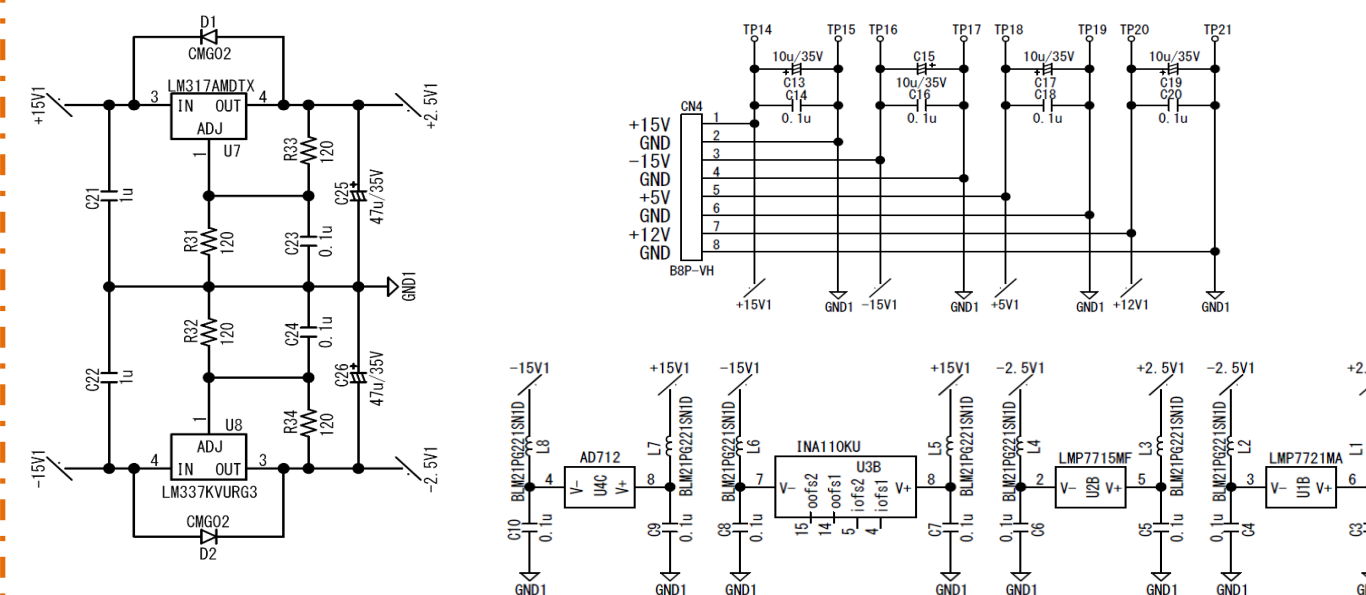 D1
CMG02
LM317AMDTX
+15V1
3
IN
OUT
4
+2.5V1
ADJ
1
U7
R33
120
C21
1u
C25
47u/35V
R31
120
C23
0.1u
GND1
R32
120
C24
0.1u
C22
1u
C26
47u/35V
1
U8
R34
120
ADJ
-15V1
4
IN
OUT
3
-2.5V1
LM337KVURG3
CMG02
D2
TP14
TP15
TP16
TP17
TP18
TP19
TP20
TP21
10u/35V
C13
C14
0.1u
C15
10u/35V
C16
0.1u
10u/35V
C17
C18
0.1u
10u/35V
C19
C20
0.1u
CN4
+15V
1
GND
2
-15V
3
GND
4
+5V
5
GND
6
+12V
7
GND
8
B8P-VH
+15V1
GND1
-15V1
GND1
+5V1
GND1
+12V1
GND1
-15V1
BLM21PG221SN1D
L8
AD712
4
V-
U4C
V+
8
C10
0.1u
GND1
+15V1
L7
BLM21PG221SN1D
C9
0.1u
GND1
-15V1
BLM21PG221SN1D
L6
INA110KU
U3B
7
V-
oofs2
oofs1
iofs2
iofs1
V+
8
15
14
5
4
C8
0.1u
GND1
+15V1
L5
BLM21PG221SN1D
C7
0.1u
GND1
-2.5V1
BLM21PG221SN1D
L4
LMP7715MF
2
V-
U2B
V+
5
0.1u
C6
GND1
+2.5V1
L3
BLM21PG221SN1D
C5
0.1u
GND1
-2.5V1
BLM21PG221SN1D
L2
LMP7721MA
3
V-
U1B
V+
6
0.1u
C4
GND1
+2.
L1
C3